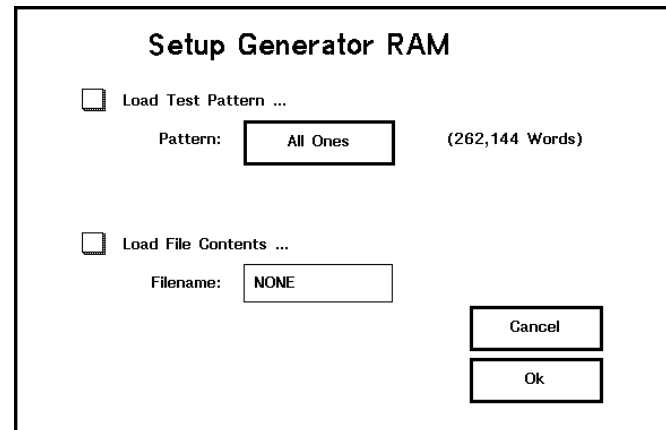 Setup Generator RAM
Load Test Pattern ...
Pattern: All Ones (262,144 Words)
Load File Contents ...
Filename: NONE
Cancel
Ok